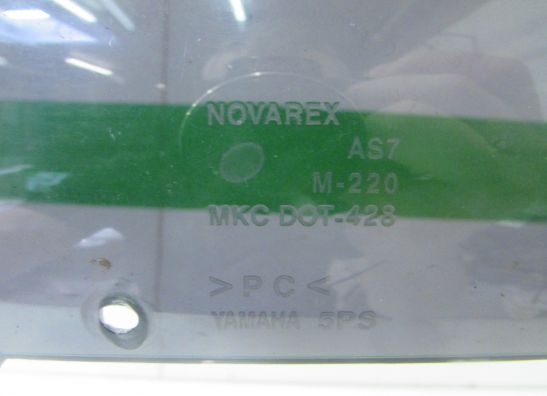 NOVAREX
AS7
M-220
MKC DOT-428
>PC<
YAMAHA 5PS